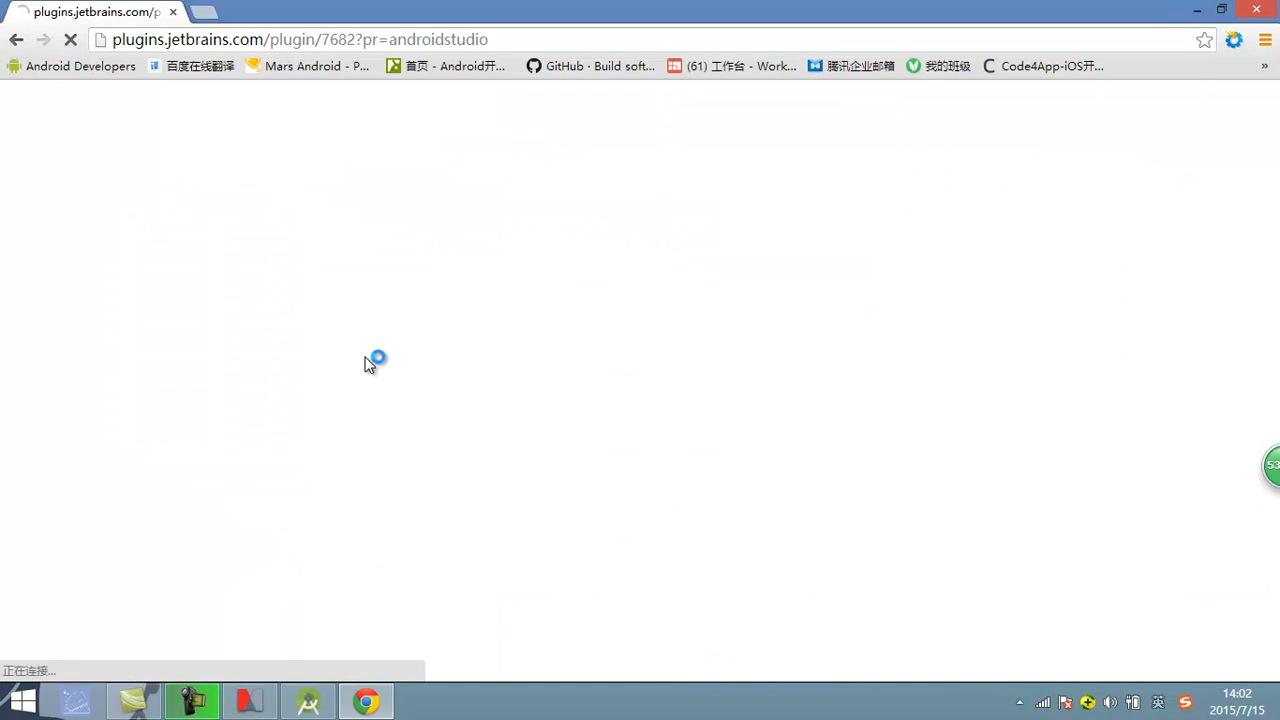 plugins.jetbrains.com/p
plugins.jetbrains.com/plugin/7682?pr=androidstudio
Android Developers 百度在线翻译 Mars Android - P... 首页 - Android开... GitHub · Build soft... (61) 工作台 - Work... 腾讯企业邮箱 我的班级 Code4App-iOS开... »
53
正在连接...
英
14:02
2015/7/15